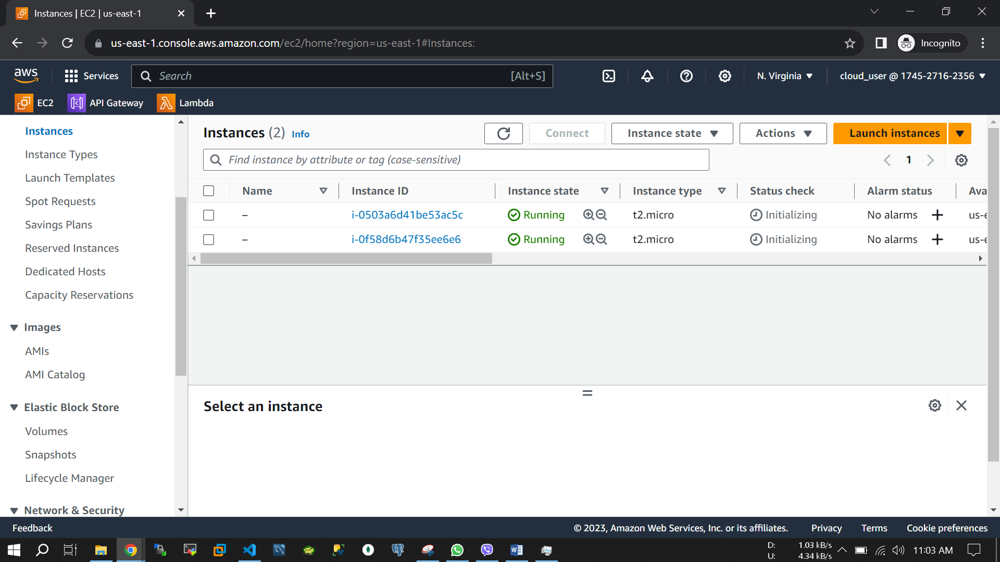 Instances | EC2 | us-east-1
us-east-1.console.aws.amazon.com/ec2/home?region=us-east-1#Instances:
Incognito
aws
Services
Search
[Alt+S]
N. Virginia
cloud_user @ 1745-2716-2356
EC2
API Gateway
Lambda
Instances
Instance Types
Launch Templates
Spot Requests
Savings Plans
Reserved Instances
Dedicated Hosts
Capacity Reservations
Images
AMIs
AMI Catalog
Elastic Block Store
Volumes
Snapshots
Lifecycle Manager
Network & Security
Instances (2) Info
Connect
Instance state
Actions
Launch instances
Find instance by attribute or tag (case-sensitive)
1
Name Instance ID Instance state Instance type Status check Alarm status Ava
– i-0503a6d41be53ac5c Running t2.micro Initializing No alarms us-e
– i-0f58d6b47f35ee6e6 Running t2.micro Initializing No alarms us-e
Select an instance
Feedback
© 2023, Amazon Web Services, Inc. or its affiliates.
Privacy
Terms
Cookie preferences
D: 1.03 kB/s
U: 4.34 kB/s
11:03 AM